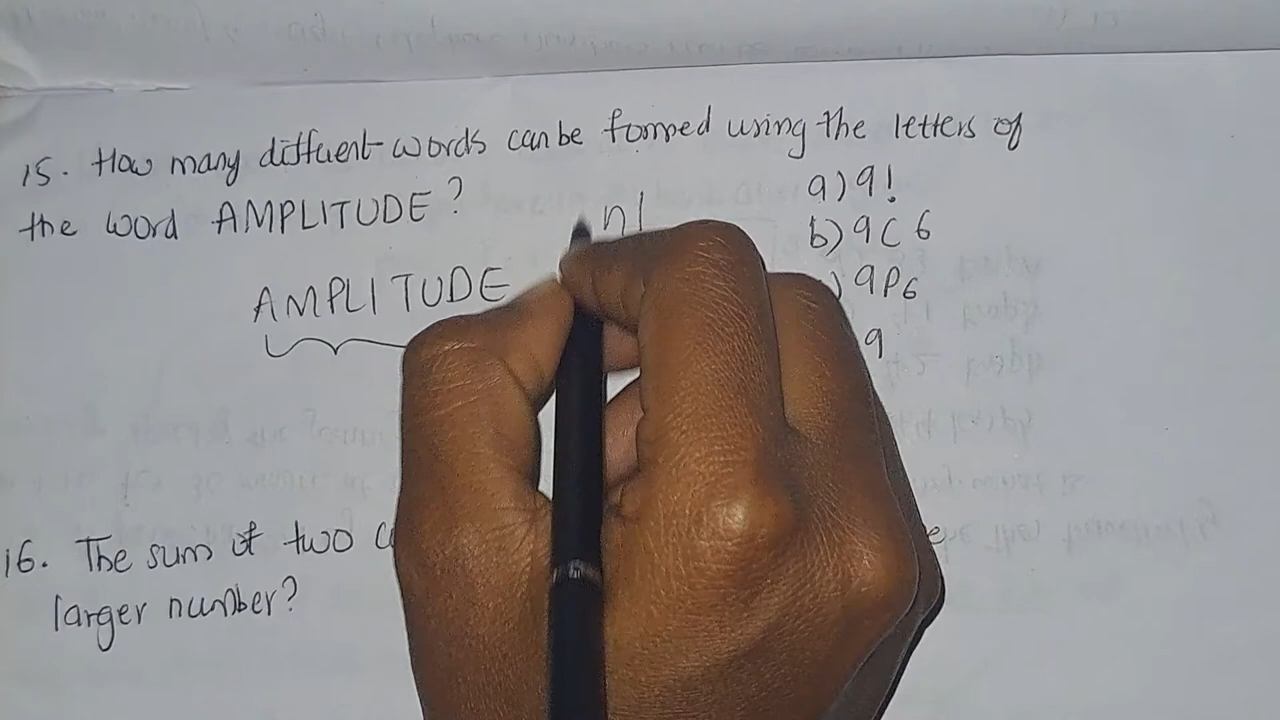 15. How many different words can be formed using the letters of
the word AMPLITUDE?
n!
a) 9!
b) 9C6
) 9P6
9
AMPLITUDE
16. The sum of two
larger number?